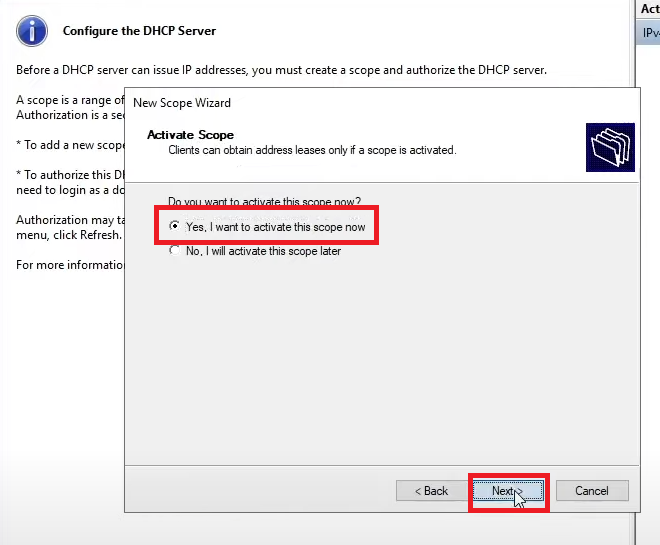 Act
Configure the DHCP Server
IPv
Before a DHCP server can issue IP addresses, you must create a scope and authorize the DHCP server.
A scope is a range of
Authorization is a se
* To add a new scope
* To authorize this D
need to login as a do
Authorization may ta
menu, click Refresh.
For more information
New Scope Wizard
Activate Scope
Clients can obtain address leases only if a scope is activated.
Do you want to activate this scope now?
Yes, I want to activate this scope now
No, I will activate this scope later
< Back
Next >
Cancel